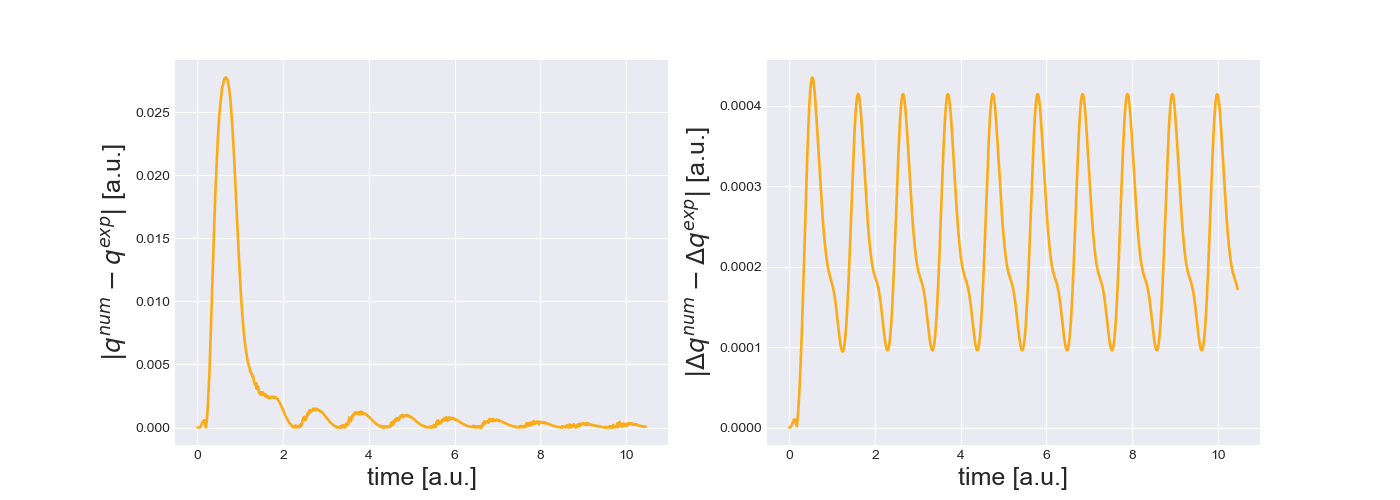 |q^{num} − q^{exp}| [a.u.]
0.025
0.020
0.015
0.010
0.005
0.000
0 2 4 6 8 10
time [a.u.]
|Δq^{num} − Δq^{exp}| [a.u.]
0.0004
0.0003
0.0002
0.0001
0.0000
0 2 4 6 8 10
time [a.u.]